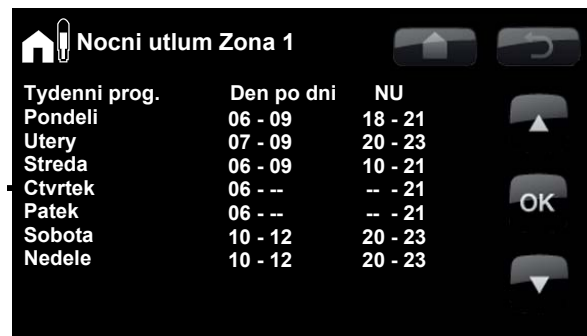 Nocni utlum Zona 1
Tydenni prog. Den po dni NU
Pondeli 06 - 09 18 - 21
Utery 07 - 09 20 - 23
Streda 06 - 09 10 - 21
Ctvrtek 06 - -- -- - 21
Patek 06 - -- -- - 21
Sobota 10 - 12 20 - 23
Nedele 10 - 12 20 - 23
OK